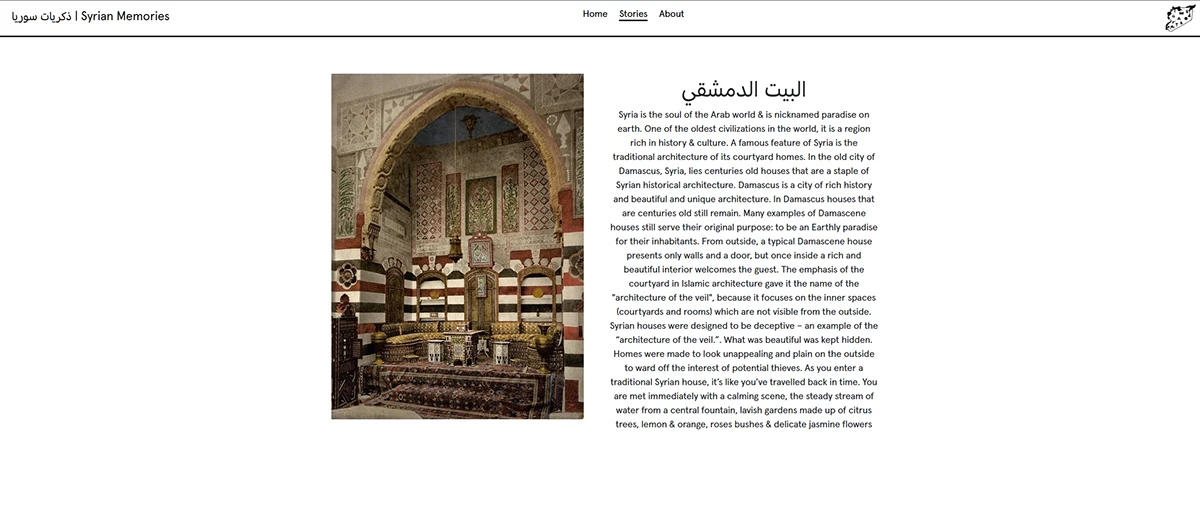 ذكريات سوريا | Syrian Memories
Home Stories About
البيت الدمشقي
Syria is the soul of the Arab world & is nicknamed paradise on
earth. One of the oldest civilizations in the world, it is a region
rich in history & culture. A famous feature of Syria is the
traditional architecture of its courtyard homes. In the old city of
Damascus, Syria, lies centuries old houses that are a staple of
Syrian historical architecture. Damascus is a city of rich history
and beautiful and unique architecture. In Damascus houses that
are centuries old still remain. Many examples of Damascene
houses still serve their original purpose: to be an Earthly paradise
for their inhabitants. From outside, a typical Damascene house
presents only walls and a door, but once inside a rich and
beautiful interior welcomes the guest. The emphasis of the
courtyard in Islamic architecture gave it the name of the
"architecture of the veil", because it focuses on the inner spaces
(courtyards and rooms) which are not visible from the outside.
Syrian houses were designed to be deceptive – an example of the
“architecture of the veil.”. What was beautiful was kept hidden.
Homes were made to look unappealing and plain on the outside
to ward off the interest of potential thieves. As you enter a
traditional Syrian house, it’s like you’ve travelled back in time. You
are met immediately with a calming scene, the steady stream of
water from a central fountain, lavish gardens made up of citrus
trees, lemon & orange, roses bushes & delicate jasmine flowers